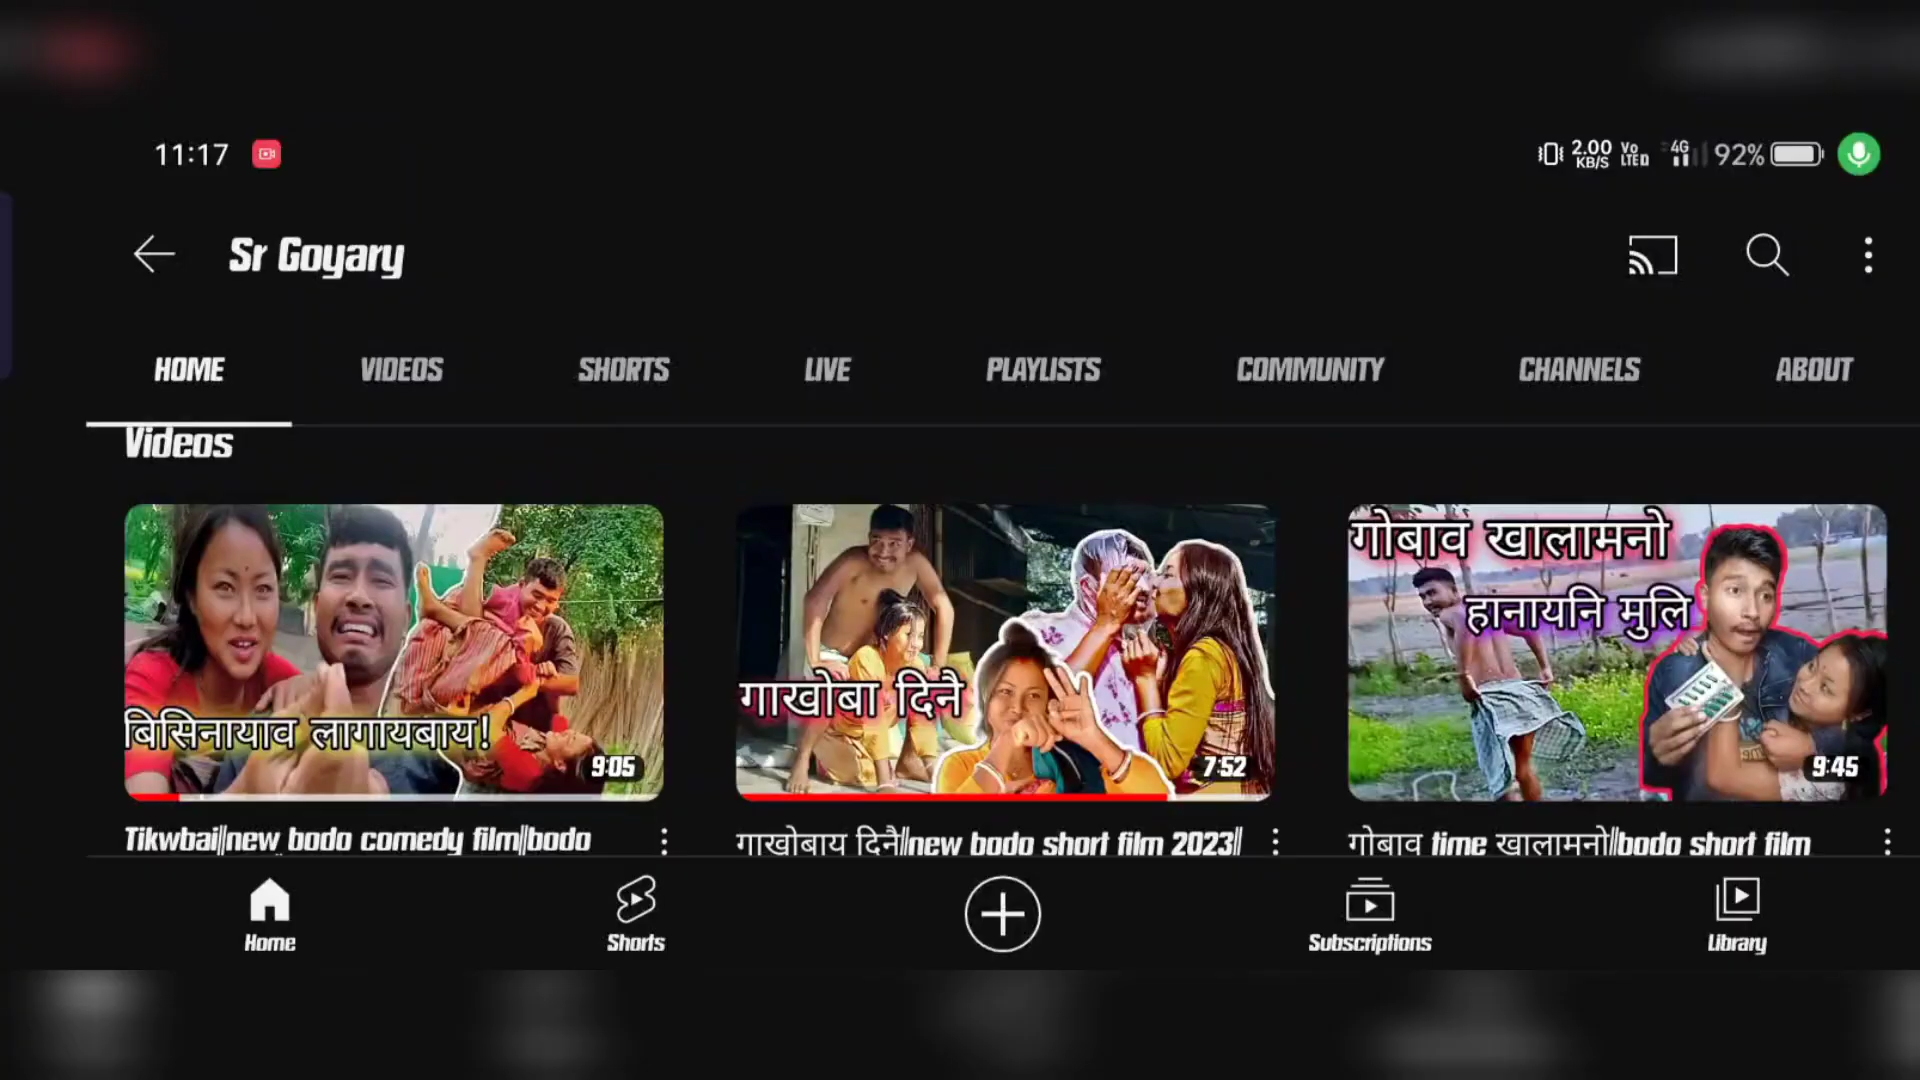 11:17
2.00 KB/S Vo LTE 4G 92%
Sr Goyary
HOME VIDEOS SHORTS LIVE PLAYLISTS COMMUNITY CHANNELS ABOUT
Videos
बिसिनायाव लागायबाय!
9:05
गाखोबा दिनै
7:52
गोबाव खालामनो
हानायनि मुलि
9:45
Tikwbai||new bodo comedy film||bodo
गाखोबाय दिनै||new bodo short film 2023||
गोबाव time खालामनो||bodo short film
Home Shorts Subscriptions Library